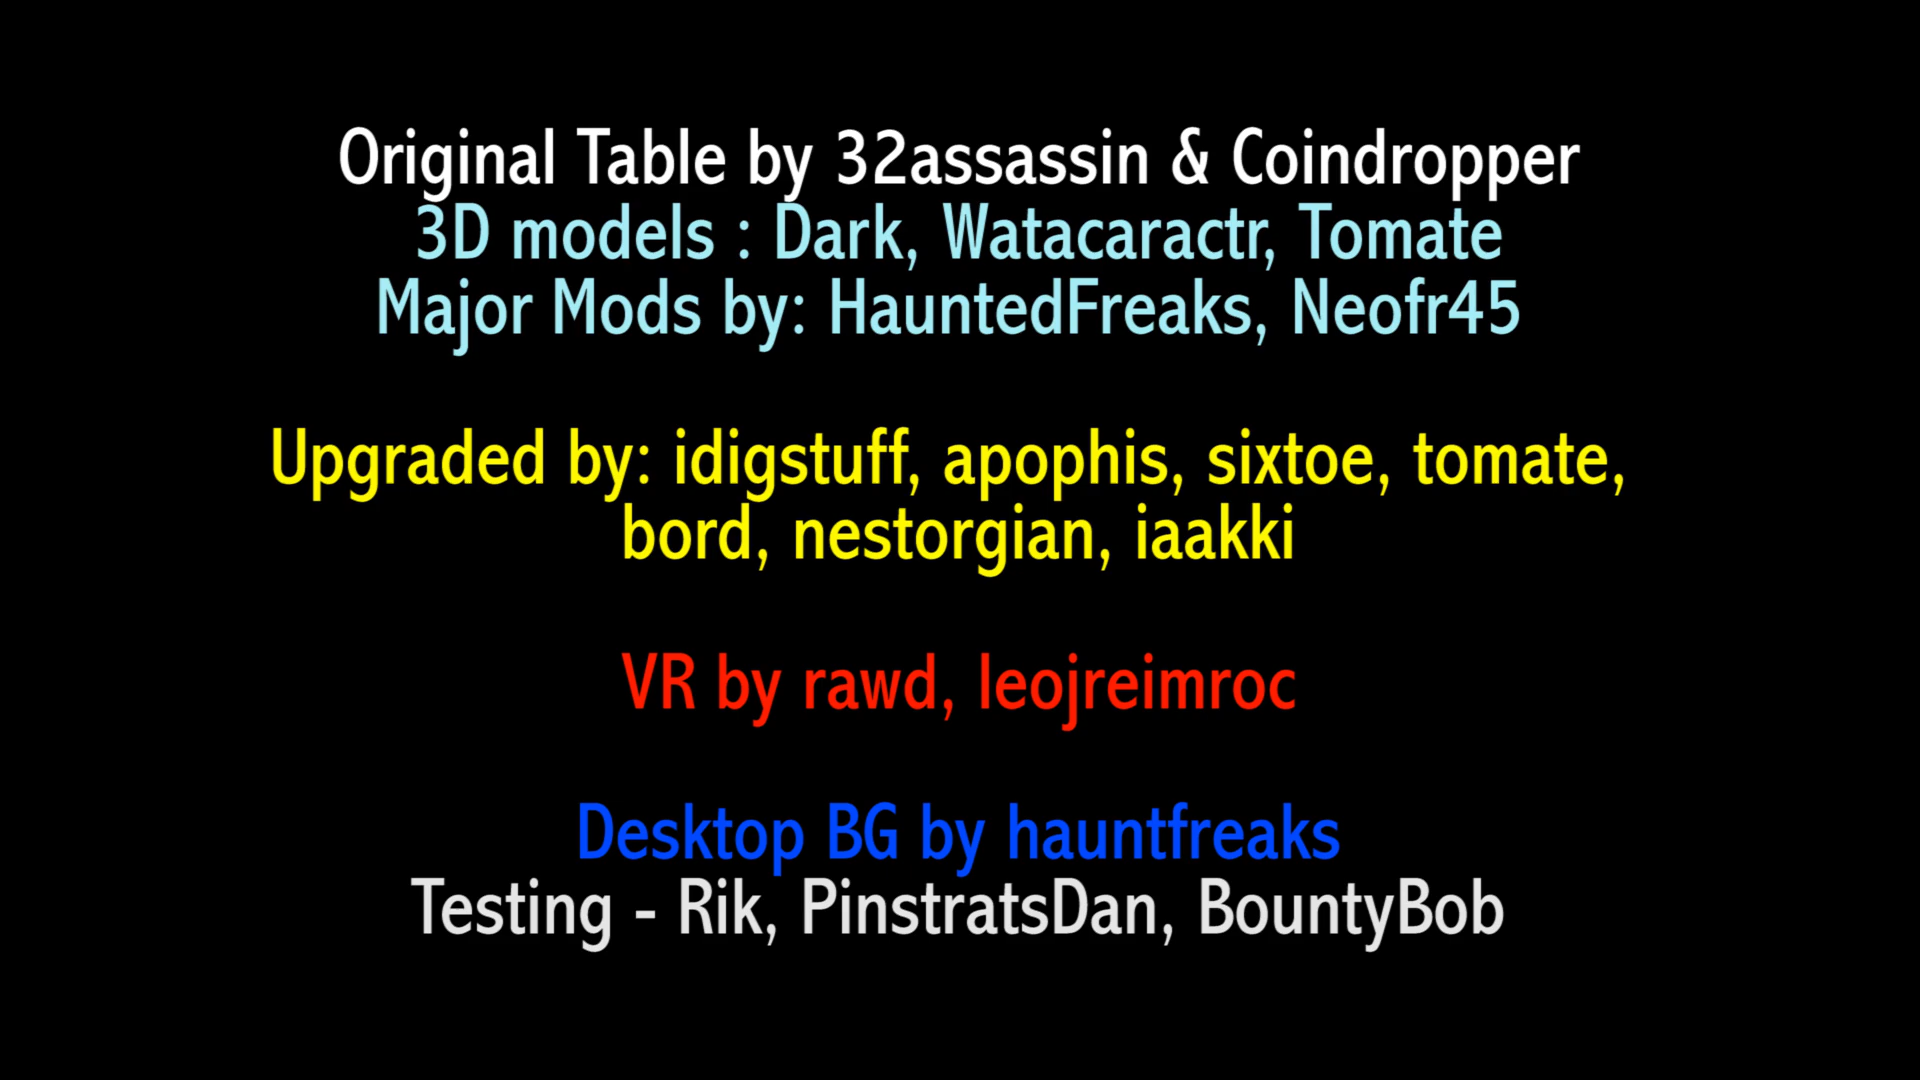 Original Table by 32assassin & Coindropper
3D models : Dark, Watacaractr, Tomate
Major Mods by: HauntedFreaks, Neofr45
Upgraded by: idigstuff, apophis, sixtoe, tomate,
bord, nestorgian, iaakki
VR by rawd, leojreimroc
Desktop BG by hauntfreaks
Testing - Rik, PinstratsDan, BountyBob